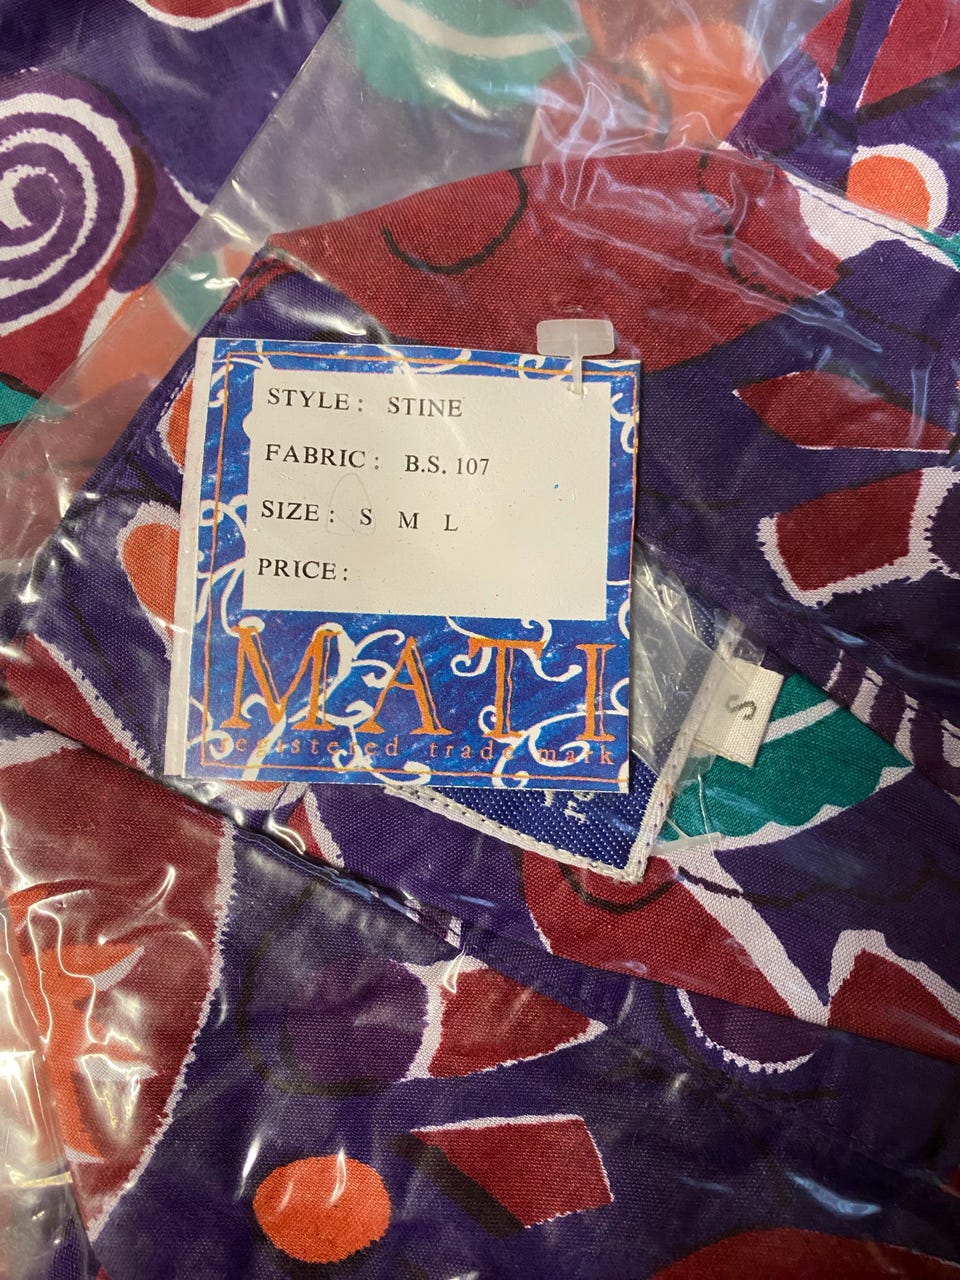 STYLE: STINE
FABRIC: B.S. 107
SIZE: S M L
PRICE:
MATI
registered trade mark
S